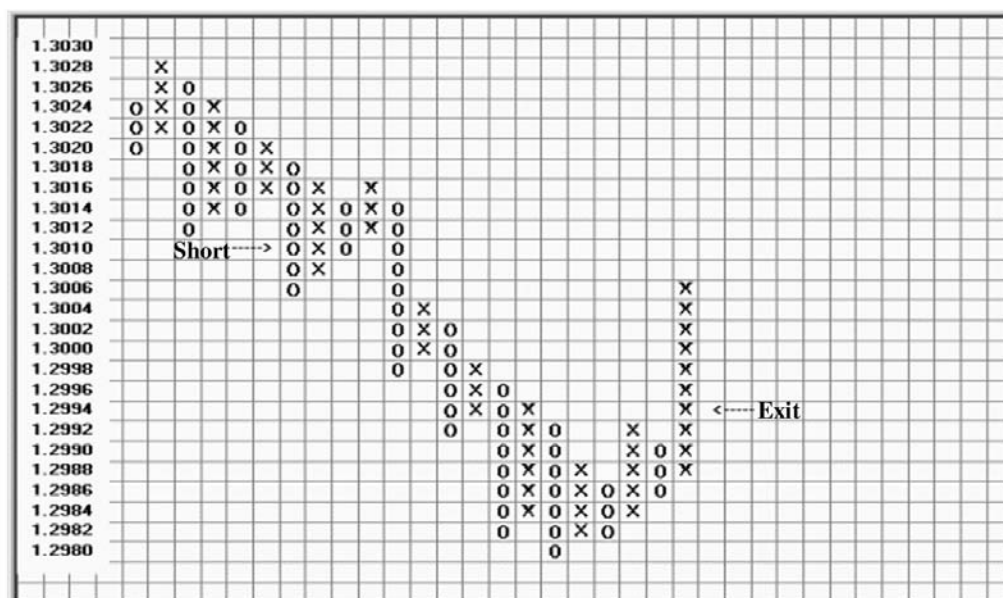 1.3030
1.3028 X
1.3026 X O
1.3024 O X O X
1.3022 O X O X O
1.3020 O O X O X
1.3018 O X O X O
1.3016 O X O X O X X
1.3014 O X O O X O X O
1.3012 O O X O X O
1.3010 Short ----> O X O O
1.3008 O X O
1.3006 O O X
1.3004 O X X
1.3002 O X O X
1.3000 O X O X
1.2998 O O X X
1.2996 O X O X
1.2994 O X O X X <---- Exit
1.2992 O O X O X X
1.2990 O X O X O X
1.2988 O X O X X O X
1.2986 O X O X O X O
1.2984 O X O X O X
1.2982 O O X O
1.2980 O